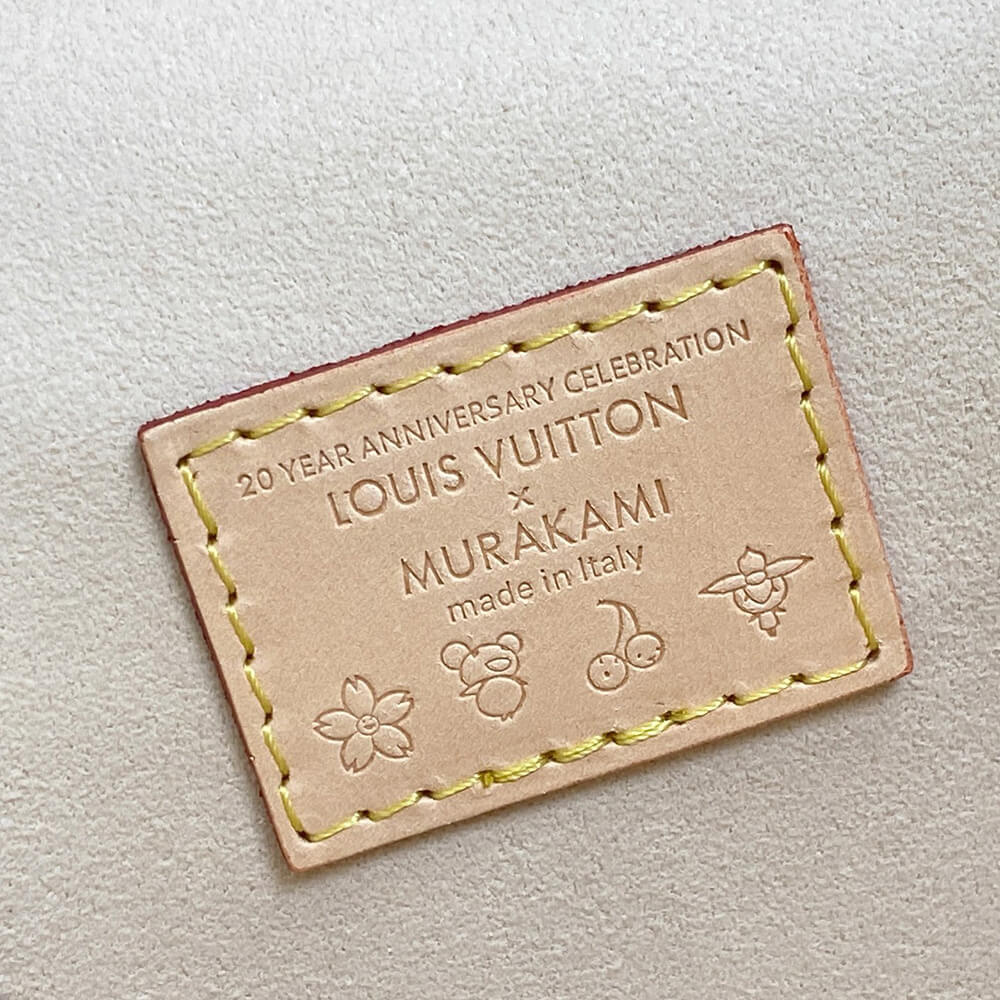 20 YEAR ANNIVERSARY CELEBRATION
LOUIS VUITTON
×
MURAKAMI
made in Italy